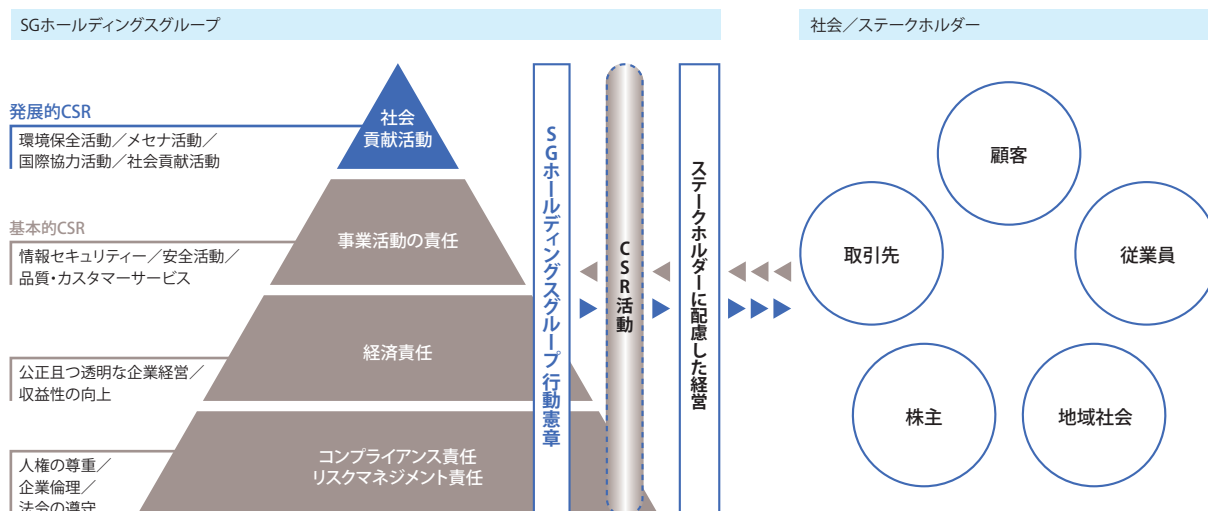 SGホールディングスグループ
社会／ステークホルダー
発展的CSR
環境保全活動／メセナ活動／
国際協力活動／社会貢献活動
基本的CSR
情報セキュリティー／安全活動／
品質・カスタマーサービス
公正且つ透明な企業経営／
収益性の向上
人権の尊重／
企業倫理／
法令の遵守
社会
貢献活動
事業活動の責任
経済責任
コンプライアンス責任
リスクマネジメント責任
SGホールディングスグループ 行動憲章
CSR活動
ステークホルダーに配慮した経営
顧客
取引先
従業員
株主
地域社会